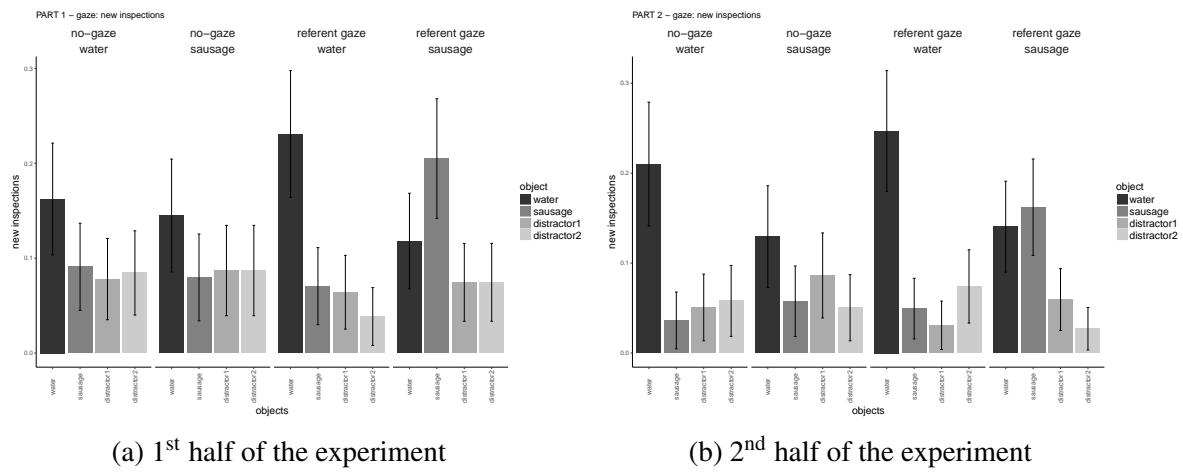 PART 1 − gaze: new inspections
no−gaze water
no−gaze sausage
referent gaze water
referent gaze sausage
new inspections
0.3
0.2
0.1
0.0
water
sausage
distractor1
distractor2
water
sausage
distractor1
distractor2
water
sausage
distractor1
distractor2
water
sausage
distractor1
distractor2
objects
object
water
sausage
distractor1
distractor2
(a) 1st half of the experiment
PART 2 − gaze: new inspections
no−gaze water
no−gaze sausage
referent gaze water
referent gaze sausage
new inspections
0.3
0.2
0.1
0.0
water
sausage
distractor1
distractor2
water
sausage
distractor1
distractor2
water
sausage
distractor1
distractor2
water
sausage
distractor1
distractor2
objects
object
water
sausage
distractor1
distractor2
(b) 2nd half of the experiment